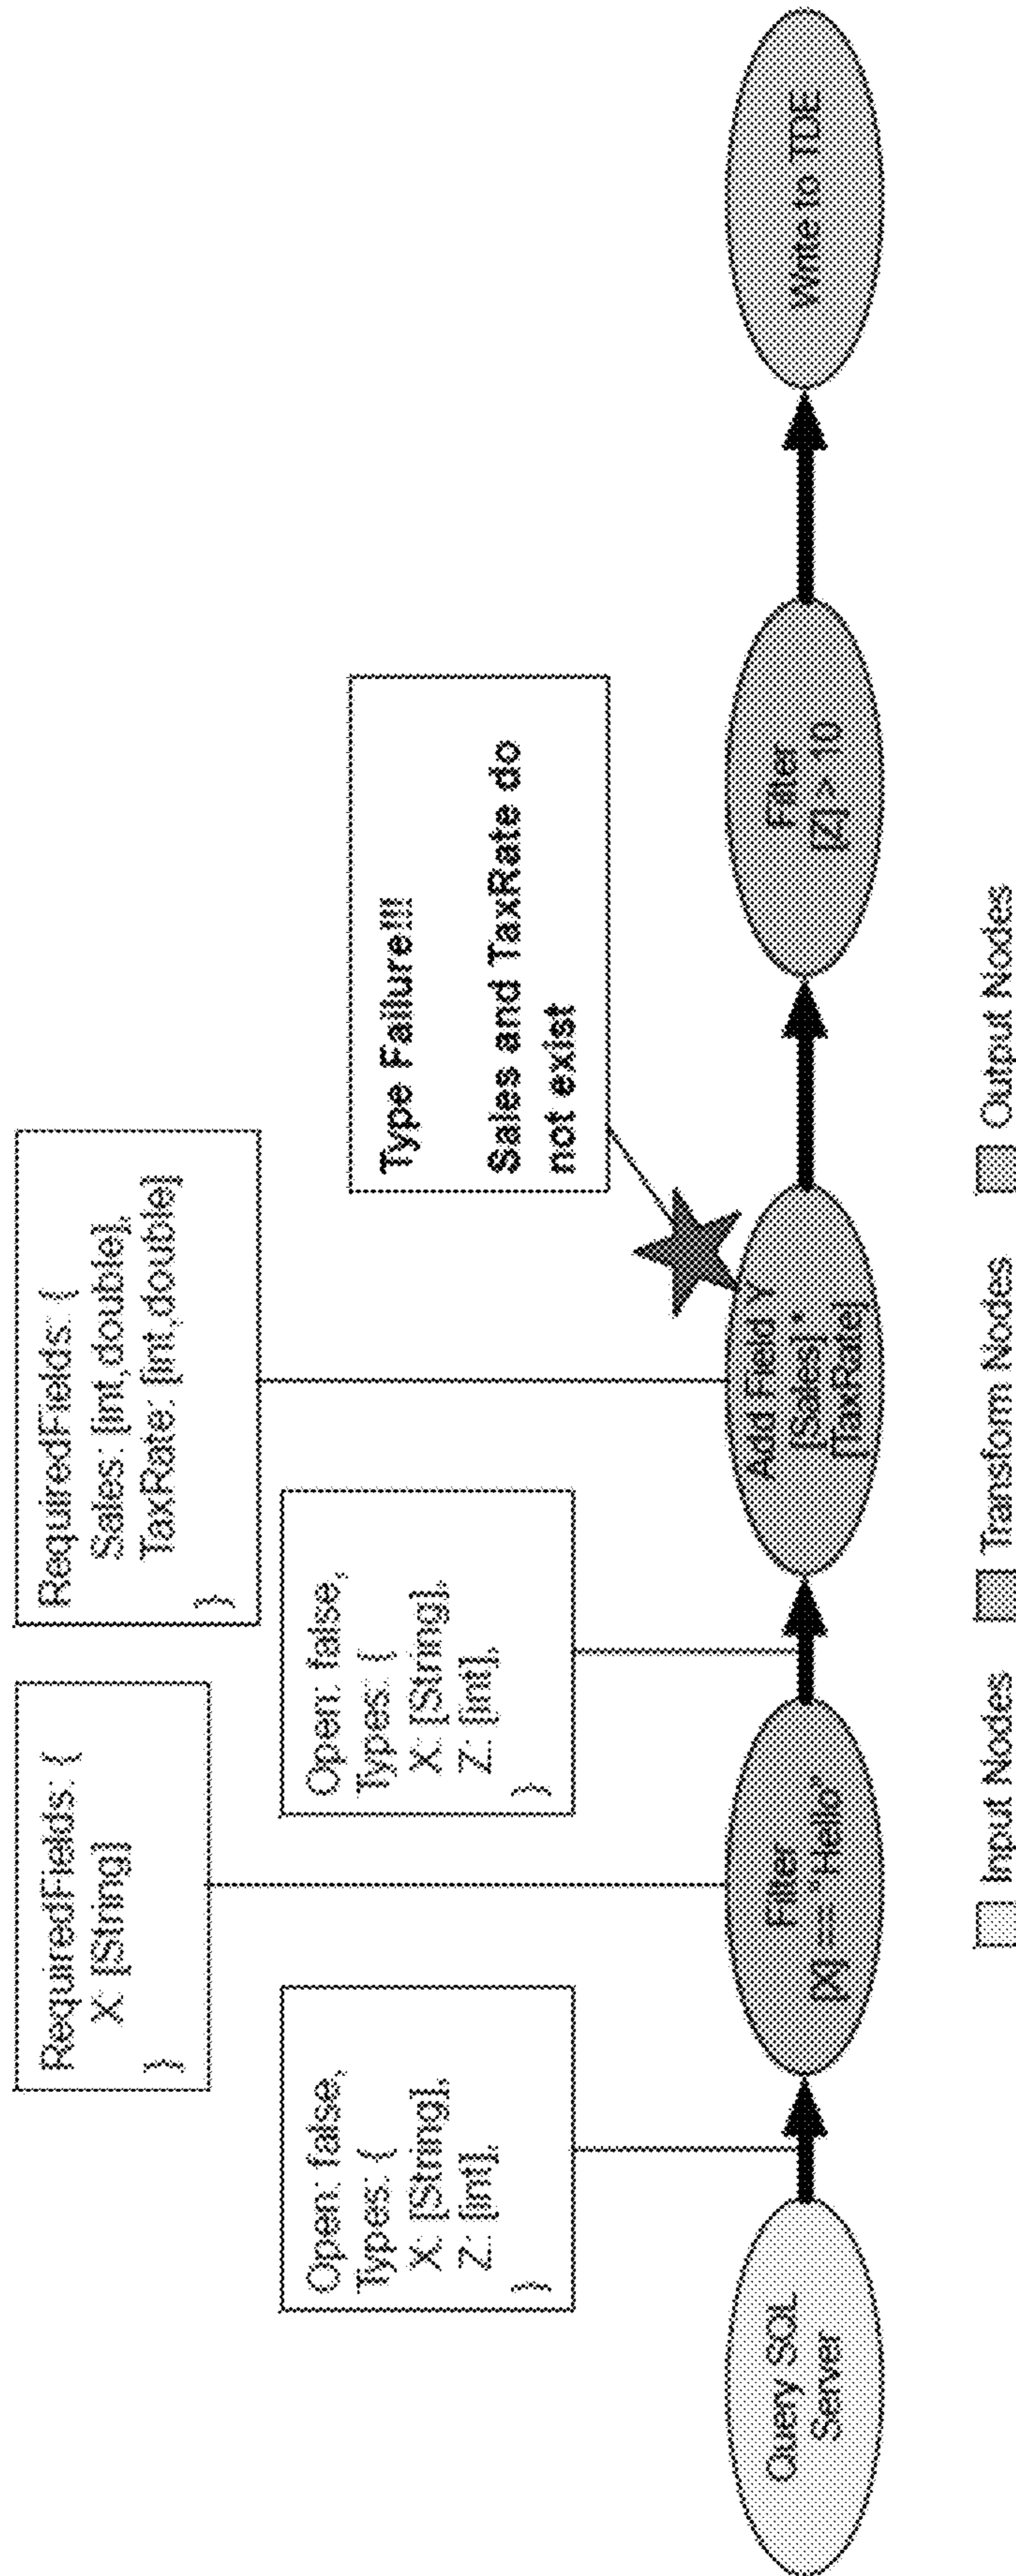 RequiredFields: {
X: [String]
}
RequiredFields: {
Sales: [int,double],
TaxRate: [int,double]
}
Open: false,
Types: {
X: [String],
Z: [int],
}
Open: false,
Types: {
X: [String],
Z: [int],
}
Type Failure!!!
Sales and TaxRate do
not exist
Query SQL
Server
Filter
[X] == 'Hello'
Add Field Y
[Sales] *
[TaxRate]
Filter
[Z] > 10
Write to TDE
Input Nodes
Transform Nodes
Output Nodes